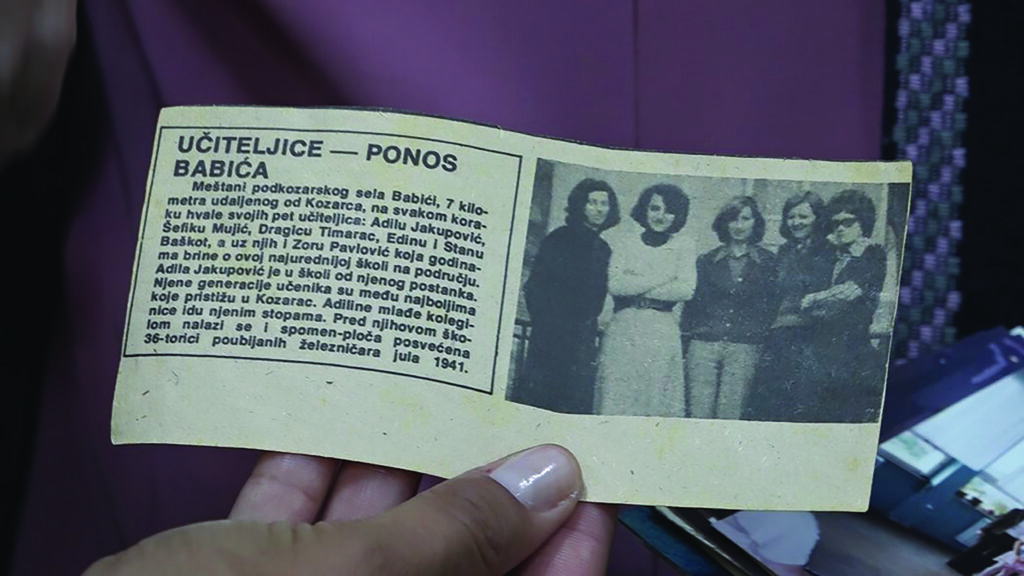 UČITELJICE — PONOS
BABIĆA
Meštani podkozarskog sela Babići, 7 kilo-
metra udaljenog od Kozarca, na svakom kora-
ku hvale svojih pet učiteljica: Adilu Jakupović,
Šefiku Mujić, Dragicu Timarac, Edinu i Stanu
Baškot, a uz njih i Zoru Pavlović koja godina-
ma brine o ovoj najurednijoj školi na području.
Adila Jakupović je u školi od njenog postanka.
Njene generacije učenika su među najboljima
koje pristižu u Kozarac. Adiline mlađe kolegi-
nice idu njenim stopama. Pred njihovom ško-
lom nalazi se i spomen-ploča posvećena
36-torici poubijanih železničara jula 1941.